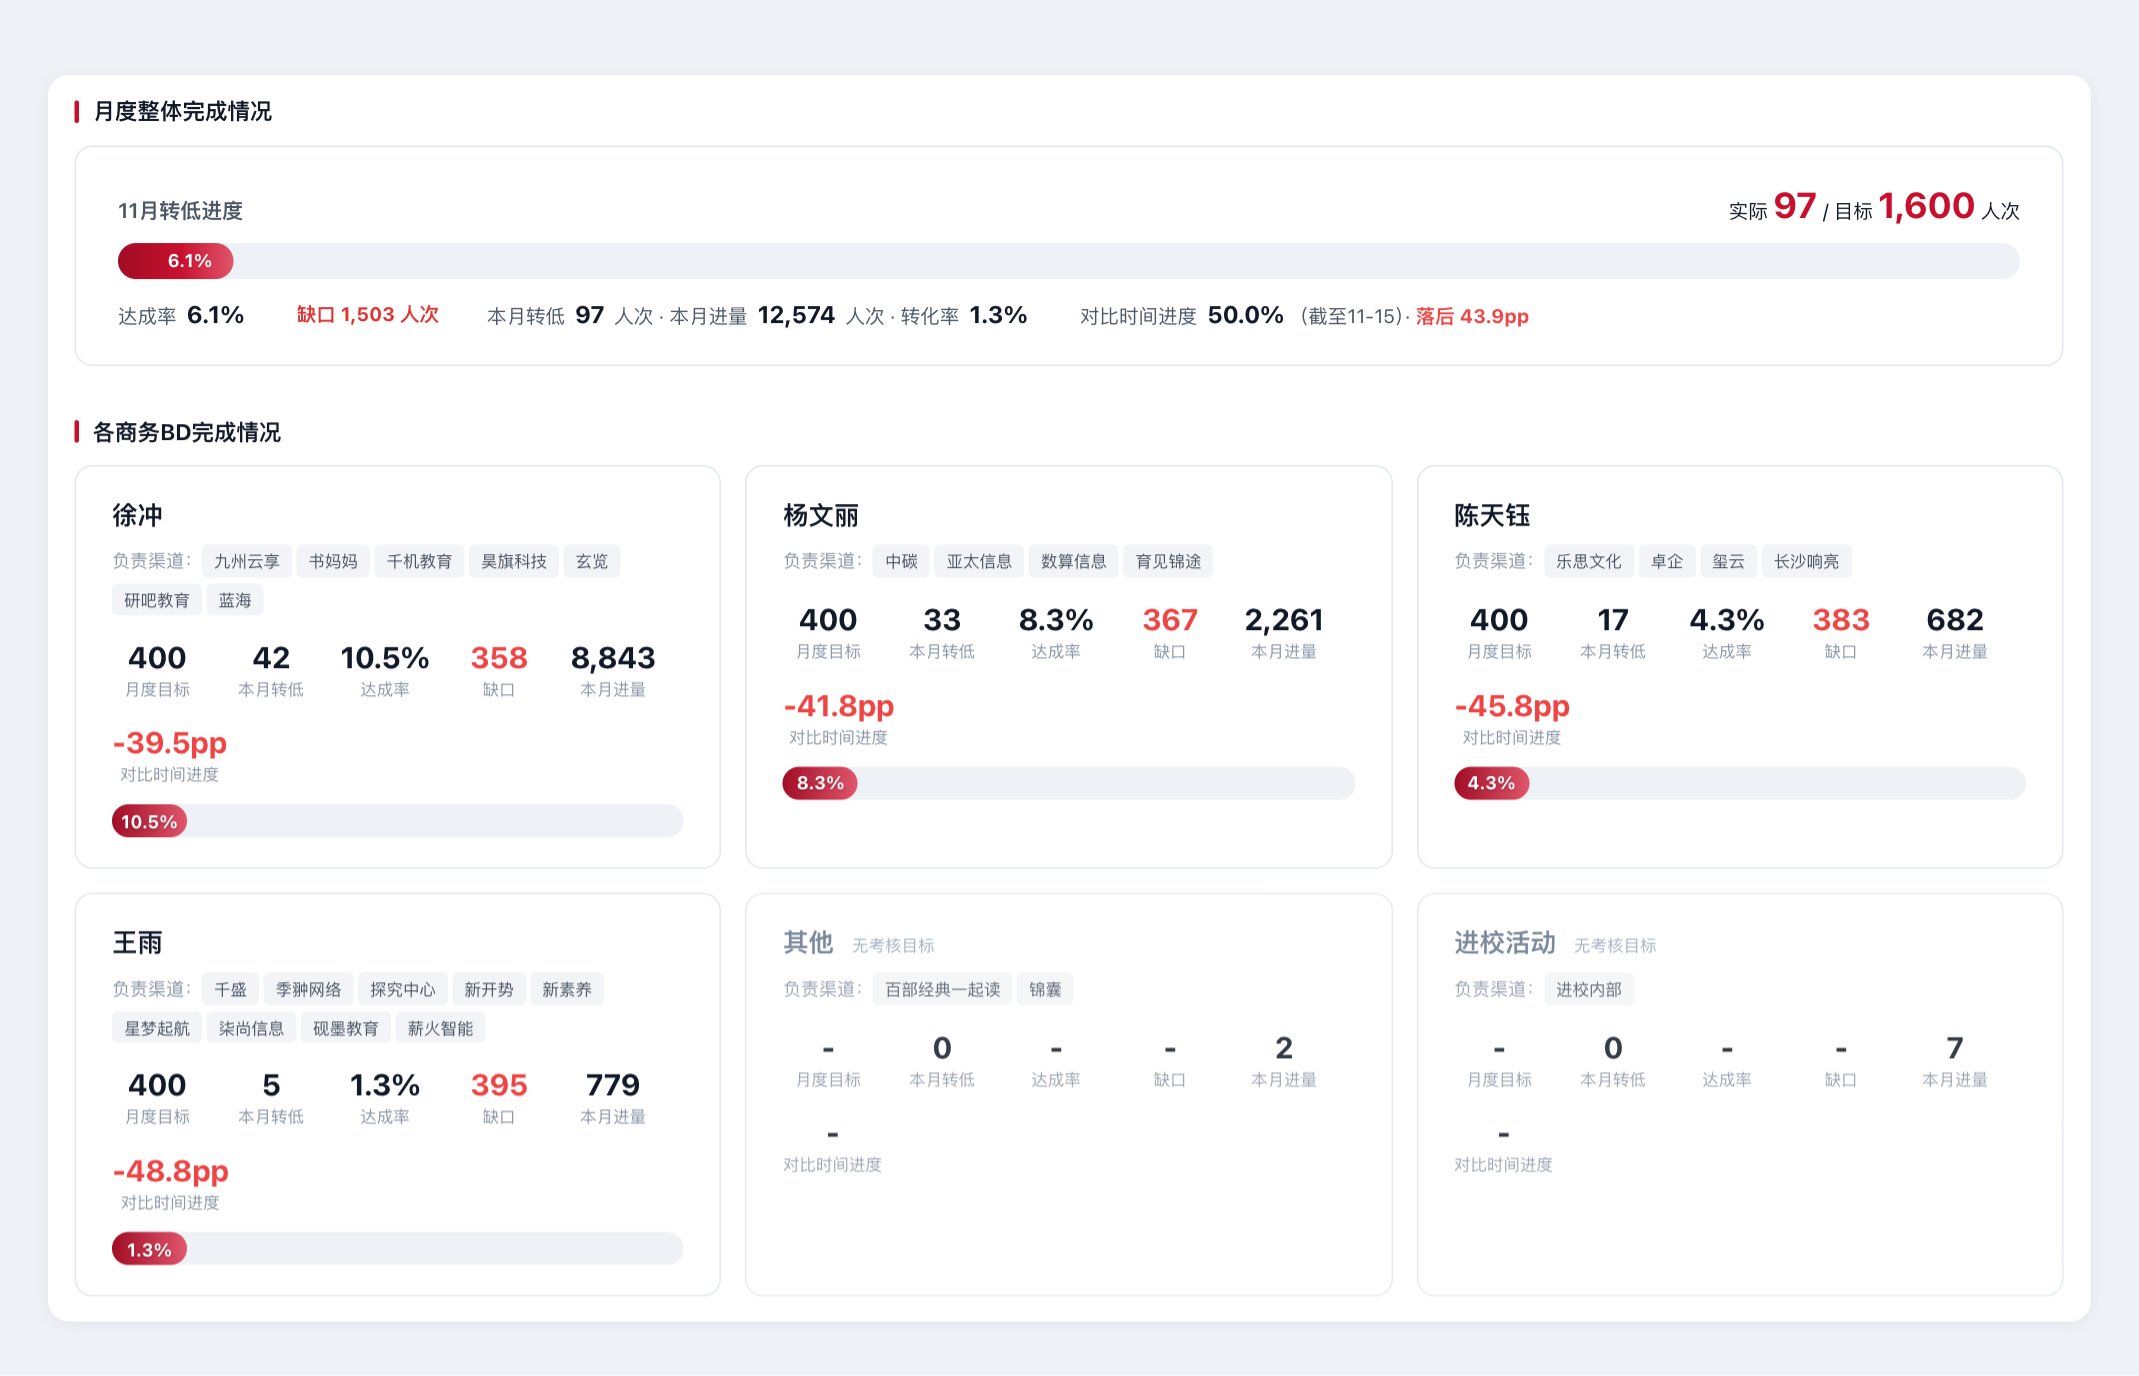 月度整体完成情况
11月转低进度
实际 97 / 目标 1,600 人次
6.1%
达成率 6.1% 缺口 1,503 人次 本月转低 97 人次 · 本月进量 12,574 人次 · 转化率 1.3% 对比时间进度 50.0% (截至11-15) · 落后 43.9pp
各商务BD完成情况
徐冲
负责渠道： 九州云享 书妈妈 千机教育 昊旗科技 玄览
研吧教育 蓝海
400 42 10.5% 358 8,843
月度目标 本月转低 达成率 缺口 本月进量
-39.5pp
对比时间进度
10.5%
杨文丽
负责渠道： 中碳 亚太信息 数算信息 育见锦途
400 33 8.3% 367 2,261
月度目标 本月转低 达成率 缺口 本月进量
-41.8pp
对比时间进度
8.3%
陈天钰
负责渠道： 乐思文化 卓企 玺云 长沙响亮
400 17 4.3% 383 682
月度目标 本月转低 达成率 缺口 本月进量
-45.8pp
对比时间进度
4.3%
王雨
负责渠道： 千盛 季翀网络 探究中心 新开势 新素养
星梦起航 柒尚信息 砚墨教育 薪火智能
400 5 1.3% 395 779
月度目标 本月转低 达成率 缺口 本月进量
-48.8pp
对比时间进度
1.3%
其他 无考核目标
负责渠道： 百部经典一起读 锦囊
- 0 - - 2
月度目标 本月转低 达成率 缺口 本月进量
-
对比时间进度
进校活动 无考核目标
负责渠道： 进校内部
- 0 - - 7
月度目标 本月转低 达成率 缺口 本月进量
-
对比时间进度